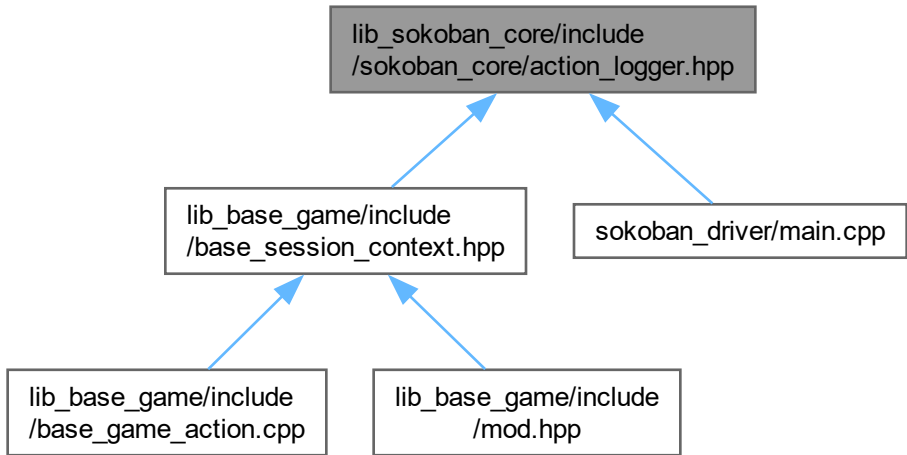 lib_sokoban_core/include
/sokoban_core/action_logger.hpp
lib_base_game/include
/base_session_context.hpp
sokoban_driver/main.cpp
lib_base_game/include
/base_game_action.cpp
lib_base_game/include
/mod.hpp